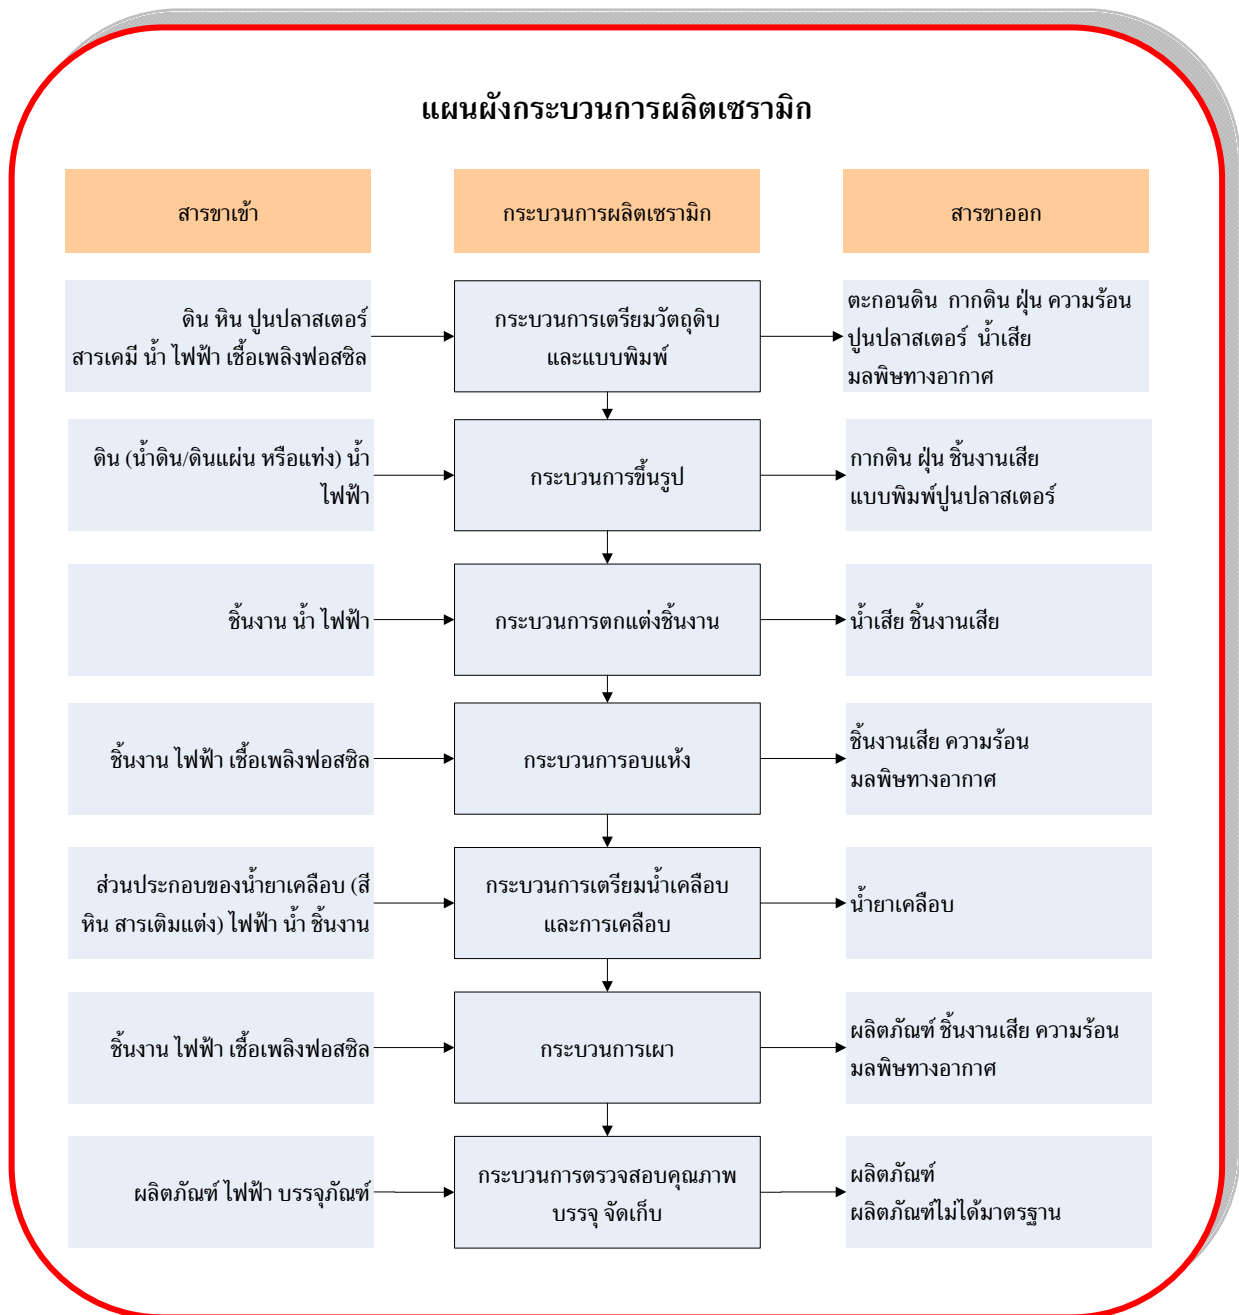 แผนผังกระบวนการผลิตเซรามิก
สารขาเข้า
กระบวนการผลิตเซรามิก
สารขาออก
ดิน หิน ปูนปลาสเตอร์
สารเคมี น้ำ ไฟฟ้า เชื้อเพลิงฟอสซิล
กระบวนการเตรียมวัตถุดิบ
และแบบพิมพ์
ตะกอนดิน กากดิน ฝุ่น ความร้อน
ปูนปลาสเตอร์ น้ำเสีย
มลพิษทางอากาศ
ดิน (น้ำดิน/ดินแผ่น หรือแท่ง) น้ำ
ไฟฟ้า
กระบวนการขึ้นรูป
กากดิน ฝุ่น ชิ้นงานเสีย
แบบพิมพ์ปูนปลาสเตอร์
ชิ้นงาน น้ำ ไฟฟ้า
กระบวนการตกแต่งชิ้นงาน
น้ำเสีย ชิ้นงานเสีย
ชิ้นงาน ไฟฟ้า เชื้อเพลิงฟอสซิล
กระบวนการอบแห้ง
ชิ้นงานเสีย ความร้อน
มลพิษทางอากาศ
ส่วนประกอบของน้ำยาเคลือบ (สี
หิน สารเติมแต่ง) ไฟฟ้า น้ำ ชิ้นงาน
กระบวนการเตรียมน้ำเคลือบ
และการเคลือบ
น้ำยาเคลือบ
ชิ้นงาน ไฟฟ้า เชื้อเพลิงฟอสซิล
กระบวนการเผา
ผลิตภัณฑ์ ชิ้นงานเสีย ความร้อน
มลพิษทางอากาศ
ผลิตภัณฑ์ ไฟฟ้า บรรจุภัณฑ์
กระบวนการตรวจสอบคุณภาพ
บรรจุ จัดเก็บ
ผลิตภัณฑ์
ผลิตภัณฑ์ไม่ได้มาตรฐาน